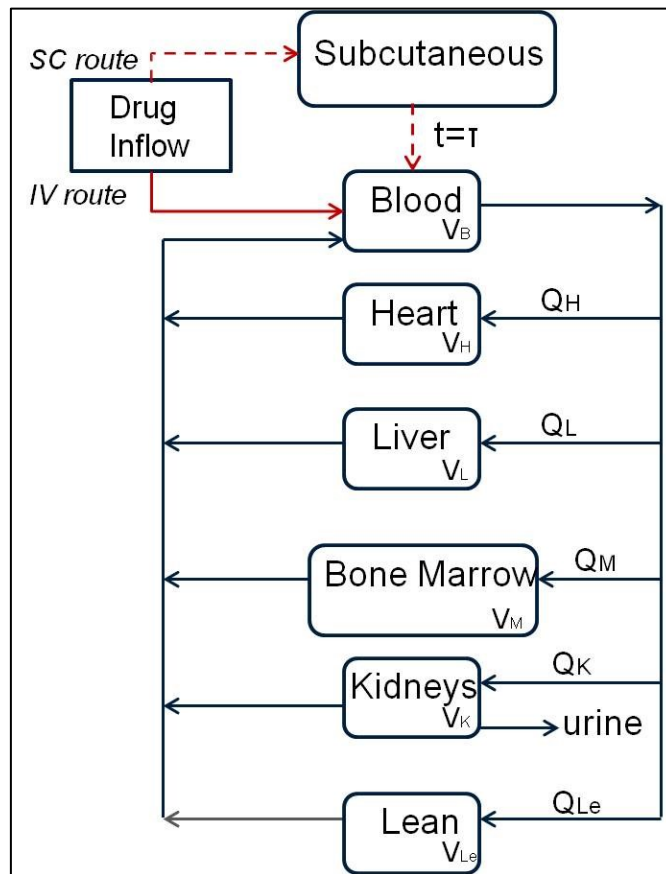 SC route
Subcutaneous
Drug
Inflow
t=τ
IV route
Blood
VB
Heart
VH
QH
Liver
VL
QL
Bone Marrow
VM
QM
Kidneys
VK
QK
urine
Lean
VLe
QLe